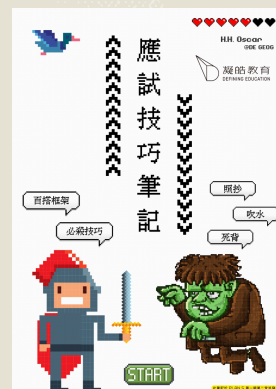 H.H. Oscar
@DE GEOG
凝皓教育
DEFINING EDUCATION
應試技巧筆記
百搭框架
必殺技巧
照抄
吹水
死背
START